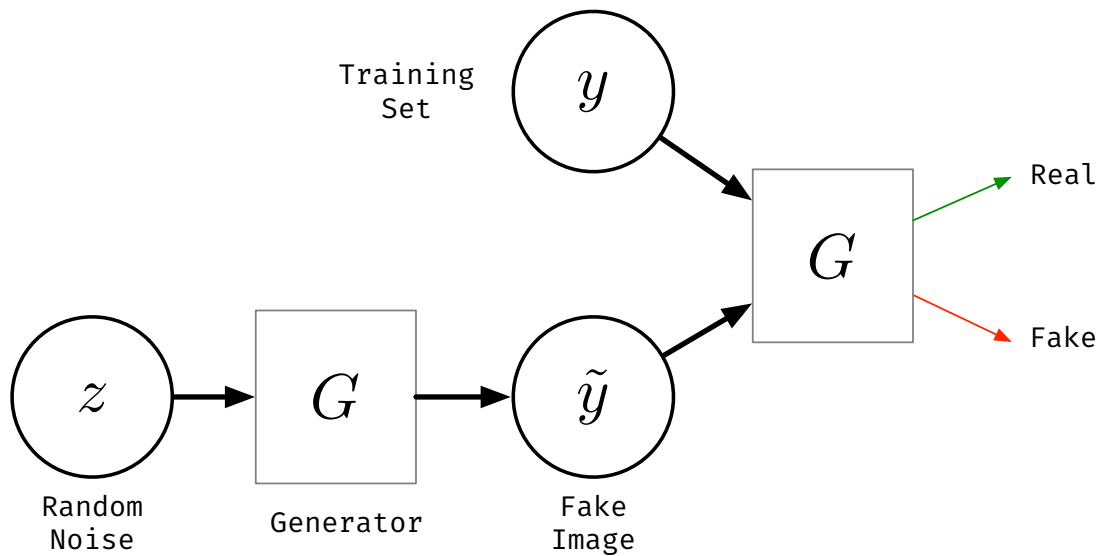 Training
Set
y
G
Real
Fake
z
G
ỹ
Random
Noise
Generator
Fake
Image